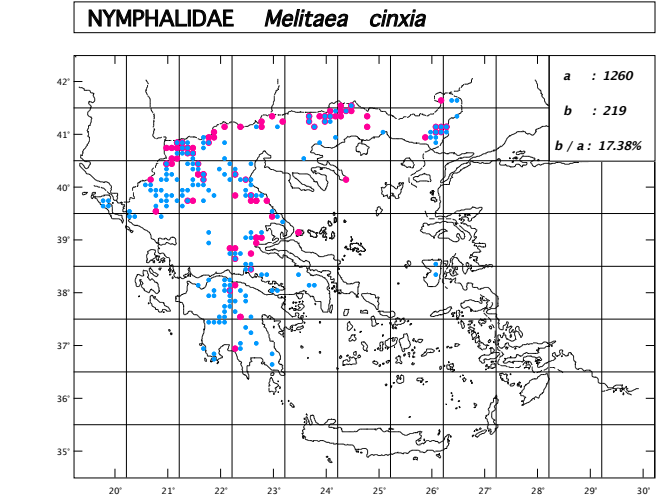 NYMPHALIDAE Melitaea cinxia
a : 1260
b : 219
b / a : 17.38%
42'
41'
40'
39'
38'
37'
36'
35'
20' 21' 22' 23' 24' 25' 26' 27' 28' 29' 30'